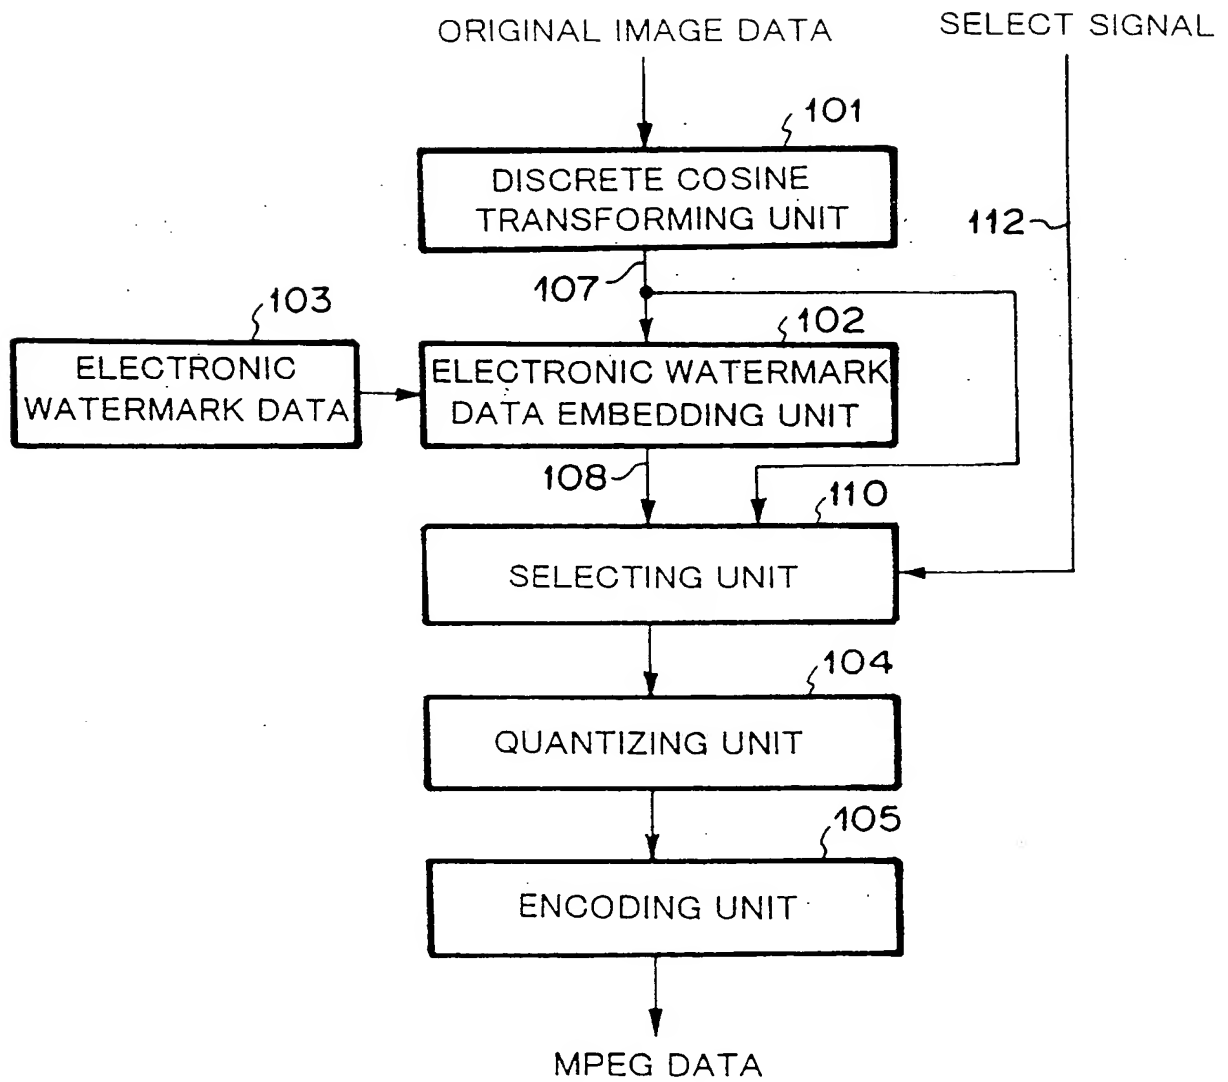 ORIGINAL IMAGE DATA
SELECT SIGNAL
101
DISCRETE COSINE
TRANSFORMING UNIT
112
107
103
102
ELECTRONIC
WATERMARK DATA
ELECTRONIC WATERMARK
DATA EMBEDDING UNIT
108
110
SELECTING UNIT
104
QUANTIZING UNIT
105
ENCODING UNIT
MPEG DATA